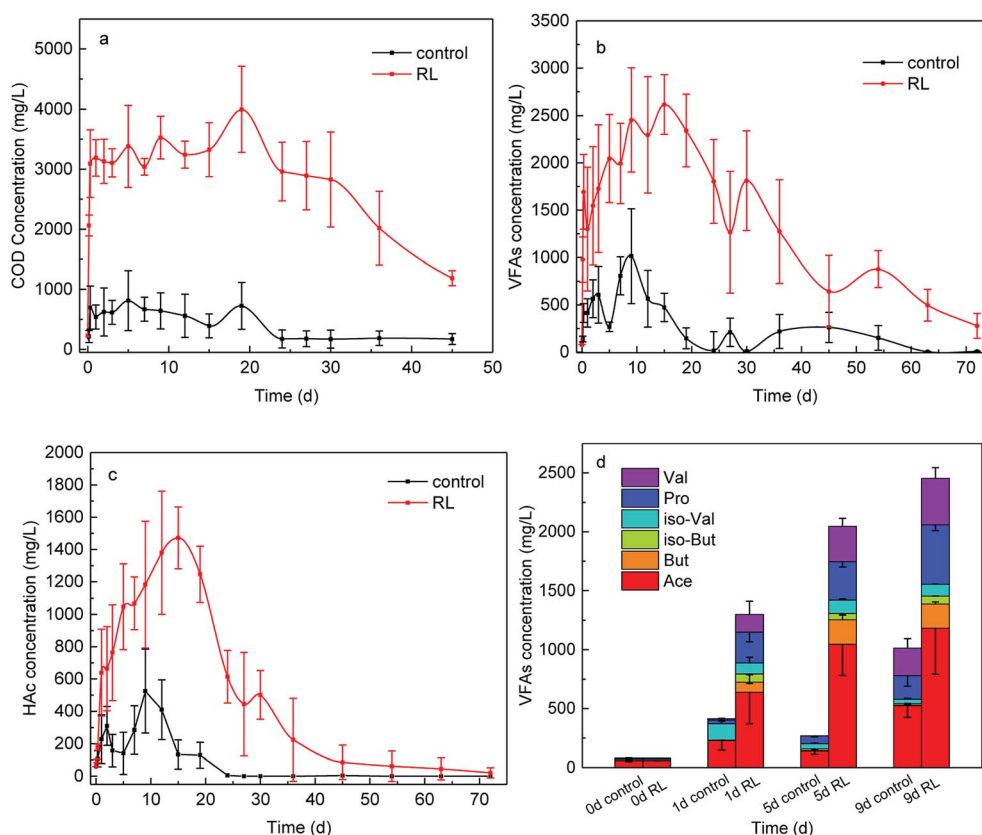 a
control
RL
5000
4000
3000
2000
1000
0
COD Concentration (mg/L)
0 10 20 30 40 50
Time (d)
b
control
RL
3500
3000
2500
2000
1500
1000
500
0
VFAs concentration (mg/L)
0 10 20 30 40 50 60 70
Time (d)
c
control
RL
2000
1800
1600
1400
1200
1000
800
600
400
200
0
HAc concentration (mg/L)
0 10 20 30 40 50 60 70
Time (d)
d
Val
Pro
iso-Val
iso-But
But
Ace
2500
2000
1500
1000
500
0
VFAs concentration (mg/L)
0d control
0d RL
1d control
1d RL
5d control
5d RL
9d control
9d RL
Time (d)